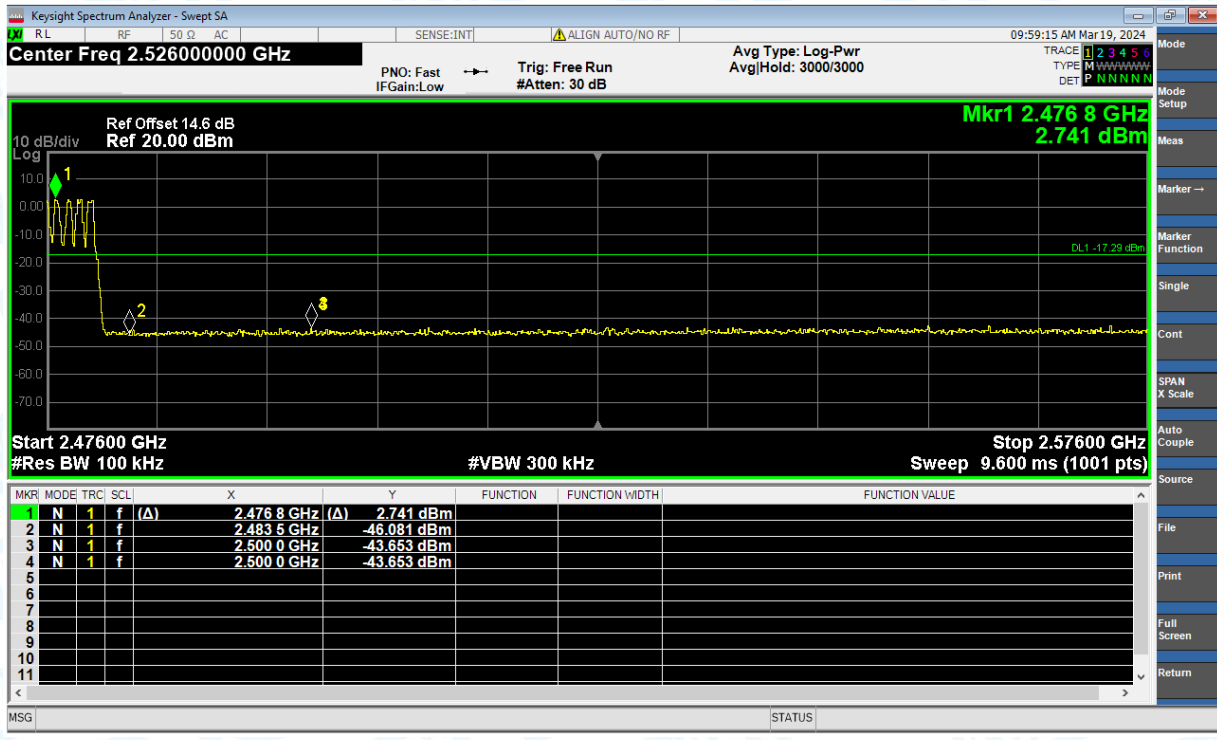 Keysight Spectrum Analyzer - Swept SA
LXI RL RF 50 Ω AC SENSE:INT ALIGN AUTO/NO RF 09:59:15 AM Mar 19, 2024
Center Freq 2.526000000 GHz
PNO: Fast
IFGain:Low
Trig: Free Run
#Atten: 30 dB
Avg Type: Log-Pwr
Avg|Hold: 3000/3000
TRACE 1 2 3 4 5 6
TYPE M WWWWW
DET P N N N N N
Ref Offset 14.6 dB
Ref 20.00 dBm
10 dB/div
Log
Mkr1 2.476 8 GHz
2.741 dBm
10.0
0.00
-10.0
-20.0
-30.0
-40.0
-50.0
-60.0
-70.0
1
2
DL1 -17.29 dBm
Start 2.47600 GHz
#Res BW 100 kHz
#VBW 300 kHz
Stop 2.57600 GHz
Sweep 9.600 ms (1001 pts)
MKR MODE TRC SCL X Y FUNCTION FUNCTION WIDTH FUNCTION VALUE
1 N 1 f (Δ) 2.476 8 GHz (Δ) 2.741 dBm
2 N 1 f 2.483 5 GHz -46.081 dBm
3 N 1 f 2.500 0 GHz -43.653 dBm
4 N 1 f 2.500 0 GHz -43.653 dBm
5
6
7
8
9
10
11
MSG STATUS
Mode
Mode
Setup
Meas
Marker →
Marker
Function
Single
Cont
SPAN
X Scale
Auto
Couple
Source
File
Print
Full
Screen
Return